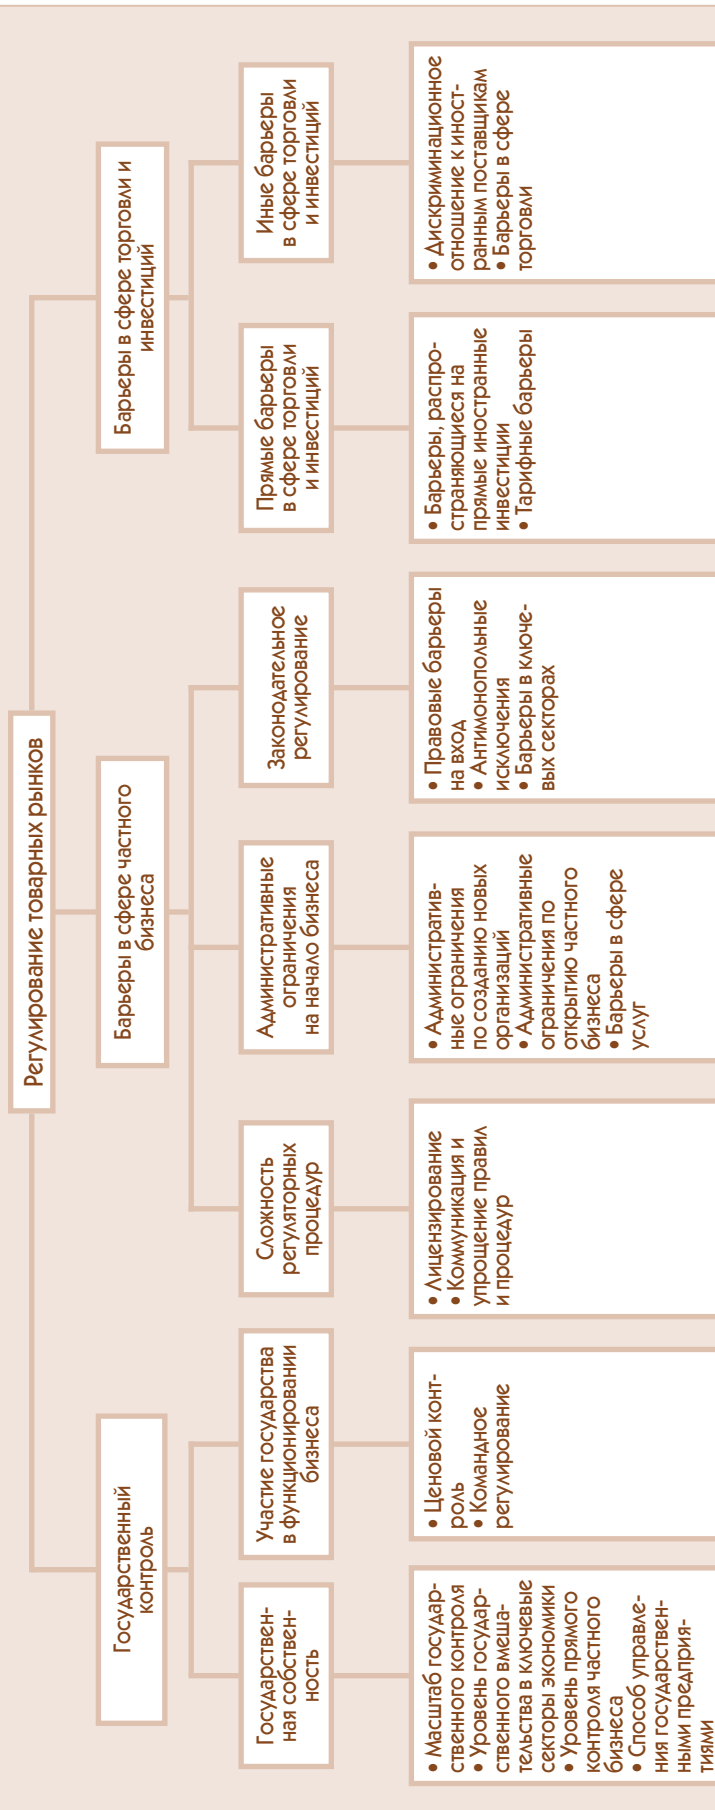 Регулирование товарных рынков
Государственный
контроль
Барьеры в сфере частного
бизнеса
Барьеры в сфере торговли и
инвестиций
Государствен-
ная собствен-
ность
Участие государства
в функционировании
бизнеса
Сложность
регуляторных
процедур
Административные
ограничения
на начало бизнеса
Законодательное
регулирование
Прямые барьеры
в сфере торговли
и инвестиций
Иные барьеры
в сфере торговли
и инвестиций
• Масштаб государ-
ственного контроля
• Уровень государ-
ственного вмеша-
тельства в ключевые
секторы экономики
• Уровень прямого
контроля частного
бизнеса
• Способ управле-
ния государствен-
ными предприя-
тиями
• Ценовой конт-
роль
• Командное
регулирование
• Лицензирование
• Коммуникация и
упрощение правил
и процедур
• Административ-
ные ограничения
по созданию новых
организаций
• Административные
ограничения по
открытию частного
бизнеса
• Барьеры в сфере
услуг
• Правовые барьеры
на вход
• Антимонопольные
исключения
• Барьеры в ключе-
вых секторах
• Барьеры, распро-
страняющиеся на
прямые иностранные
инвестиции
• Тарифные барьеры
• Дискриминационное
отношение к иност-
ранным поставщикам
• Барьеры в сфере
торговли